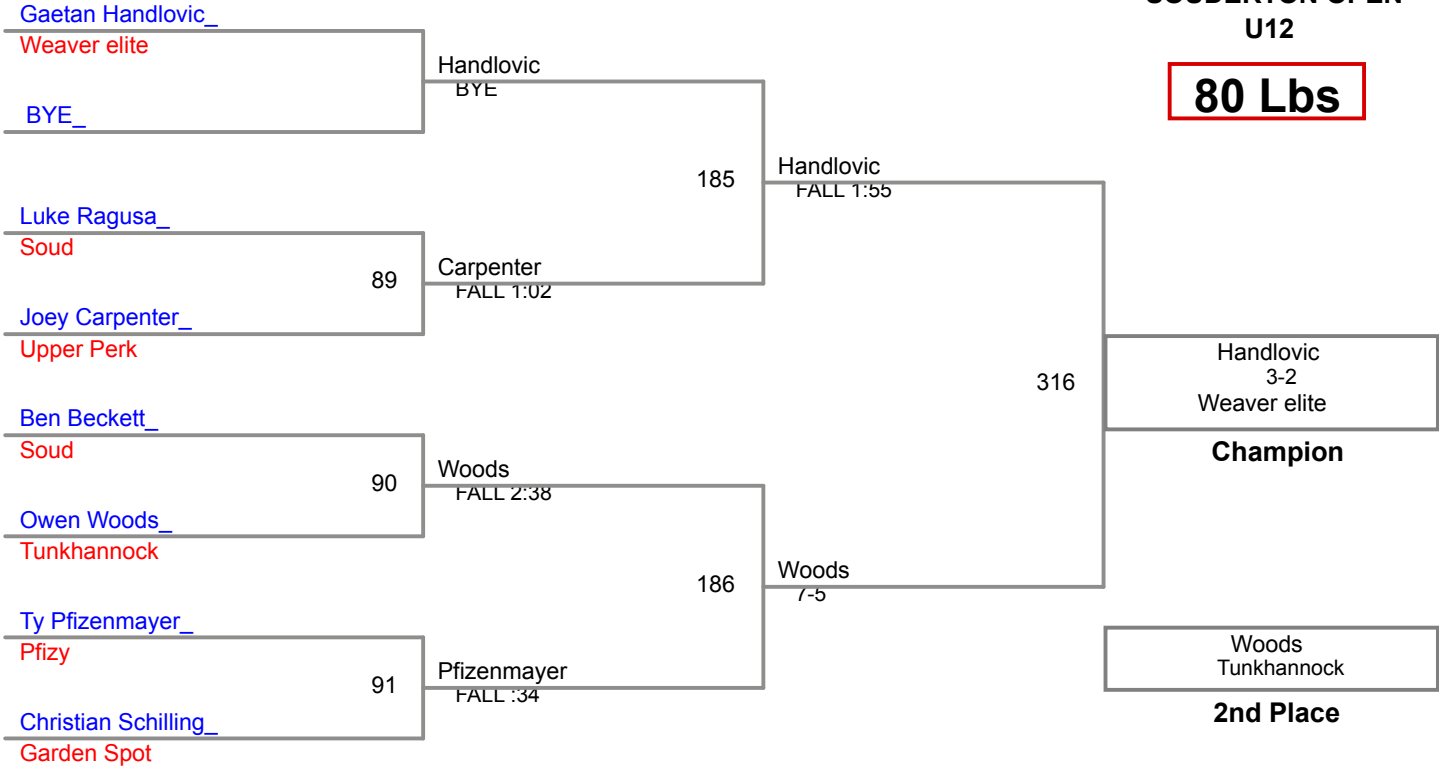 Gaetan Handlovic_
Weaver elite
BYE_
Luke Ragusa_
Soud
Joey Carpenter_
Upper Perk
Ben Beckett_
Soud
Owen Woods_
Tunkhannock
Ty Pfizenmayer_
Pfizy
Christian Schilling_
Garden Spot
89
90
91
Handlovic
BYE
Carpenter
FALL 1:02
Woods
FALL 2:38
Pfizenmayer
FALL :34
185
186
Handlovic
FALL 1:55
Woods
7-5
316
SOUDERTON OPEN
U12
80 Lbs
Handlovic
3-2
Weaver elite
Champion
Woods
Tunkhannock
2nd Place